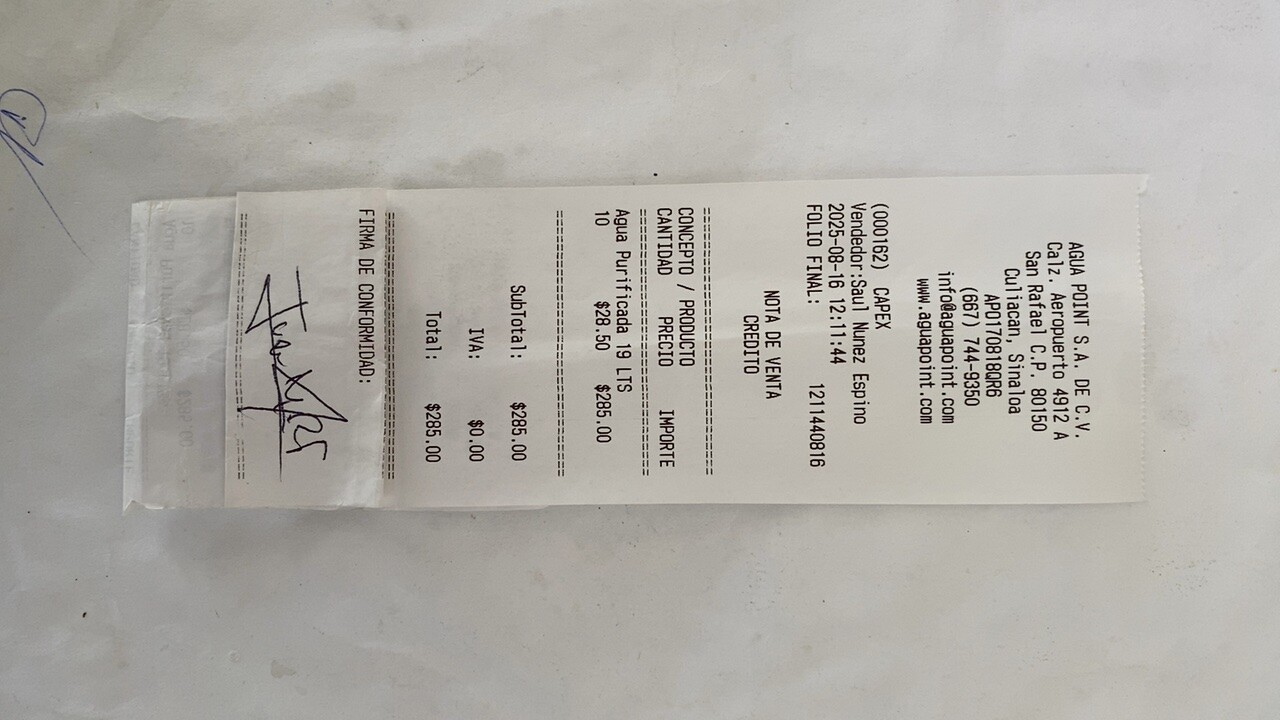 AGUA POINT S.A. DE C.V.
Calz. Aeropuerto 4912 A
San Rafael C.P. 80150
Culiacan, Sinaloa
APO170818QR6
(667) 744-9350
info@aguapoint.com
www.aguapoint.com
(000162) CAPEX
Vendedor:Saul Nunez Espino
2025-08-16 12:11:44
FOLIO FINAL: 1211440816
NOTA DE VENTA
CREDITO
CONCEPTO / PRODUCTO
CANTIDAD PRECIO IMPORTE
Agua Purificada 19 LTS
10 $28.50 $285.00
SubTotal: $285.00
IVA: $0.00
Total: $285.00
FIRMA DE CONFORMIDAD: